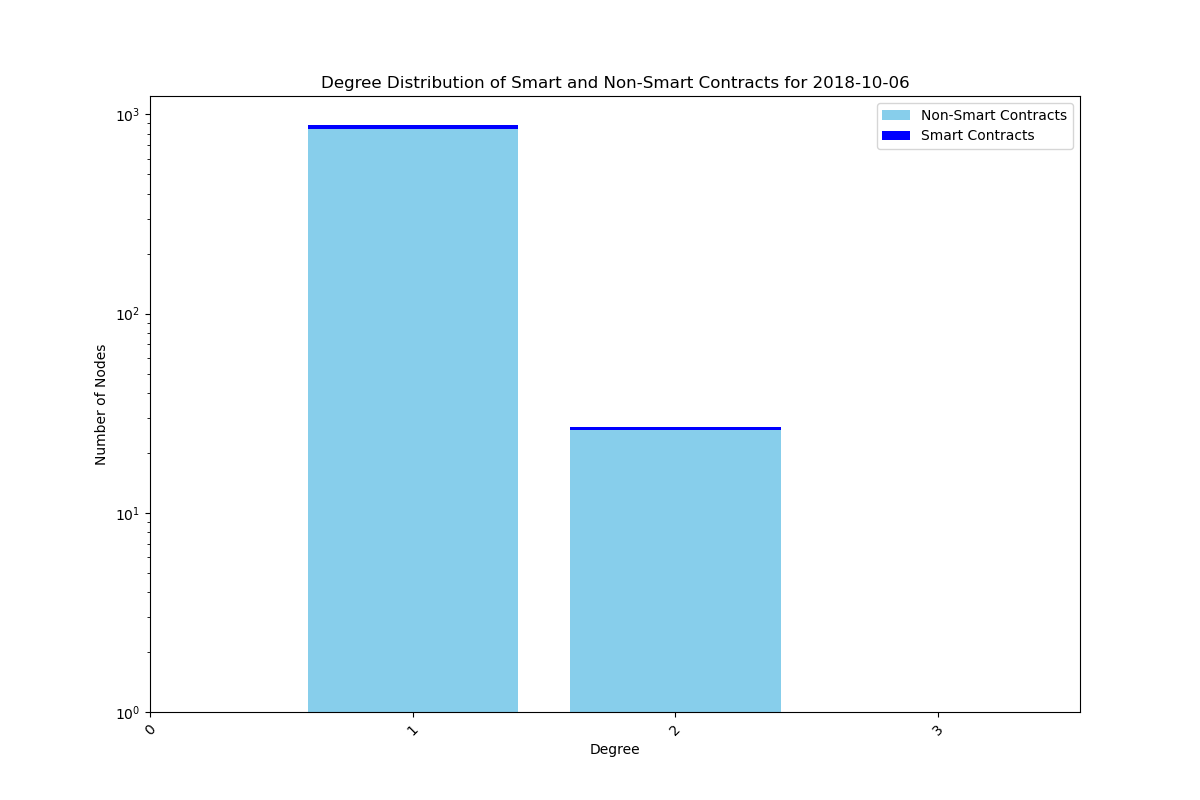 Degree Distribution of Smart and Non-Smart Contracts for 2018-10-06
Non-Smart Contracts
Smart Contracts
Number of Nodes
10³
10²
10¹
10⁰
0
1
2
3
Degree